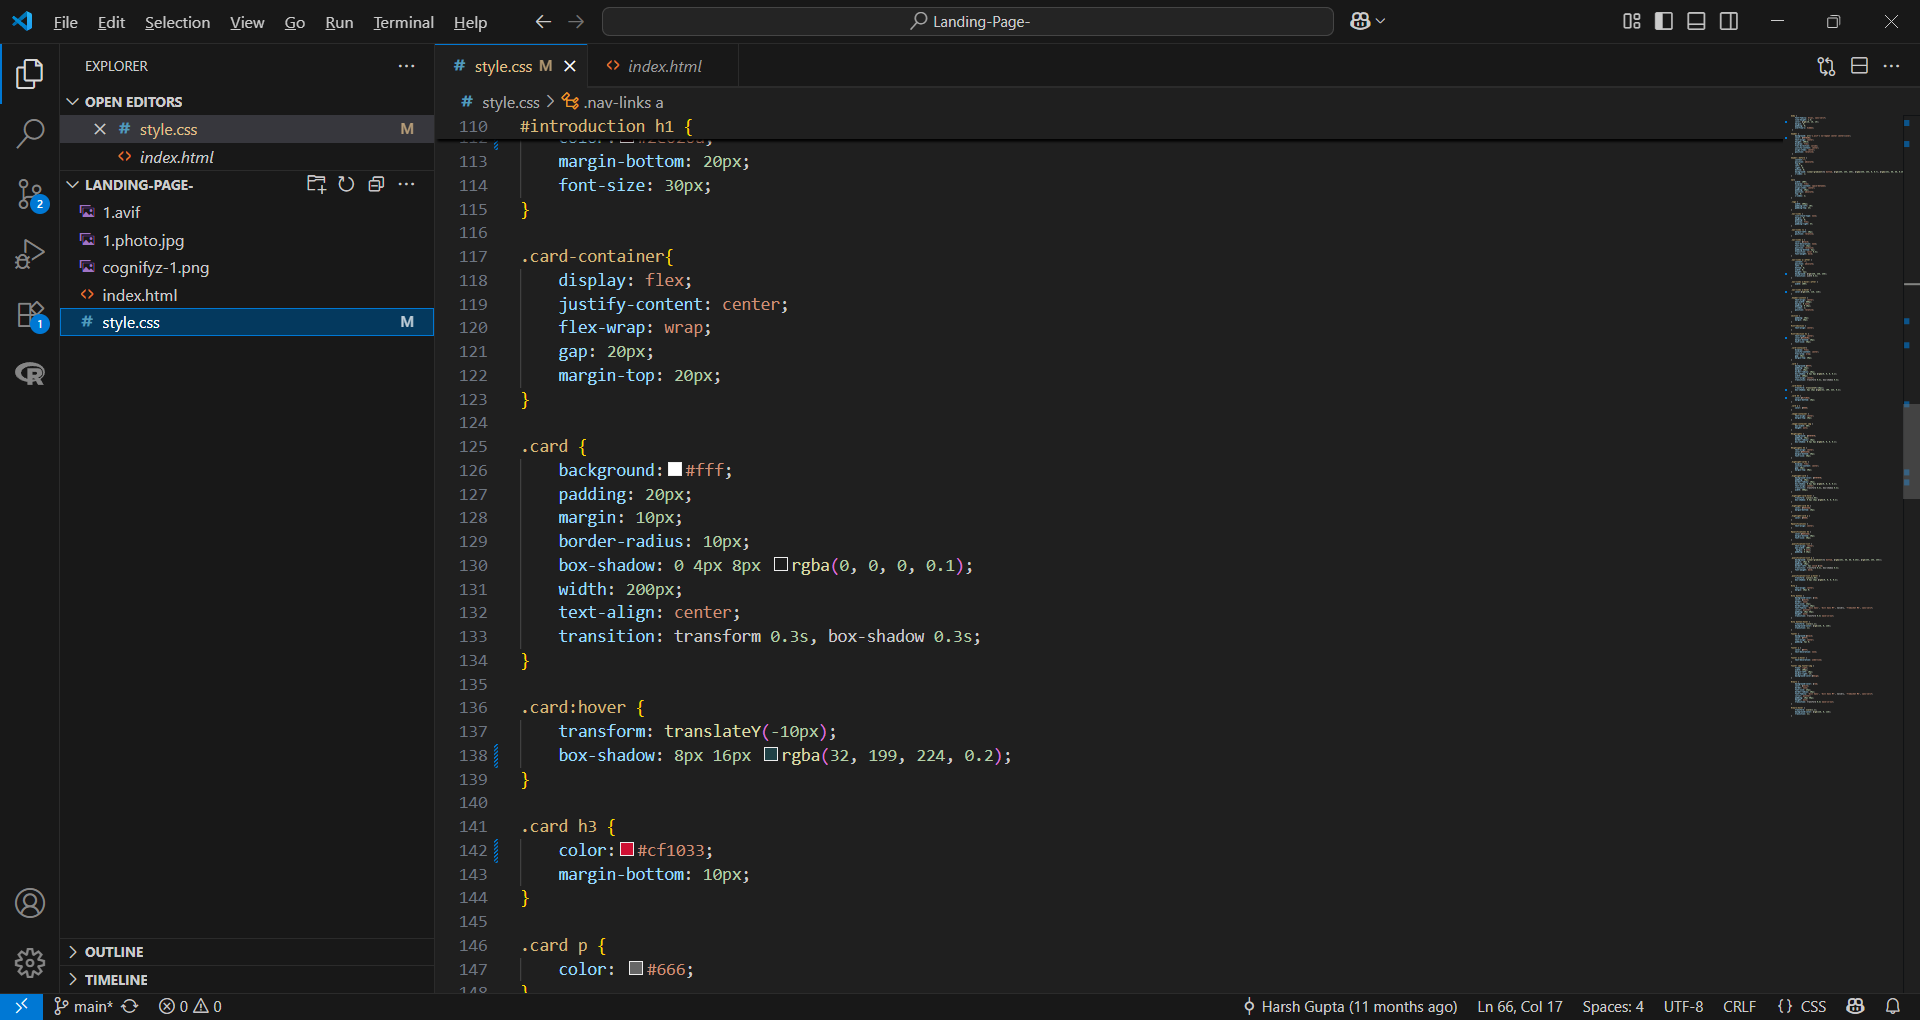 File Edit Selection View Go Run Terminal Help
Landing-Page-
EXPLORER
OPEN EDITORS
style.css M
index.html
LANDING-PAGE-
1.avif
1.photo.jpg
cognifyz-1.png
index.html
style.css M
OUTLINE
TIMELINE
2
1
style.css M
index.html
style.css > .nav-links a
110 #introduction h1 {
113 margin-bottom: 20px;
114 font-size: 30px;
115 }
116
117 .card-container{
118 display: flex;
119 justify-content: center;
120 flex-wrap: wrap;
121 gap: 20px;
122 margin-top: 20px;
123 }
124
125 .card {
126 background: #fff;
127 padding: 20px;
128 margin: 10px;
129 border-radius: 10px;
130 box-shadow: 0 4px 8px rgba(0, 0, 0, 0.1);
131 width: 200px;
132 text-align: center;
133 transition: transform 0.3s, box-shadow 0.3s;
134 }
135
136 .card:hover {
137 transform: translateY(-10px);
138 box-shadow: 8px 16px rgba(32, 199, 224, 0.2);
139 }
140
141 .card h3 {
142 color: #cf1033;
143 margin-bottom: 10px;
144 }
145
146 .card p {
147 color: #666;
148 }
main* 0 0
Harsh Gupta (11 months ago) Ln 66, Col 17 Spaces: 4 UTF-8 CRLF {} CSS